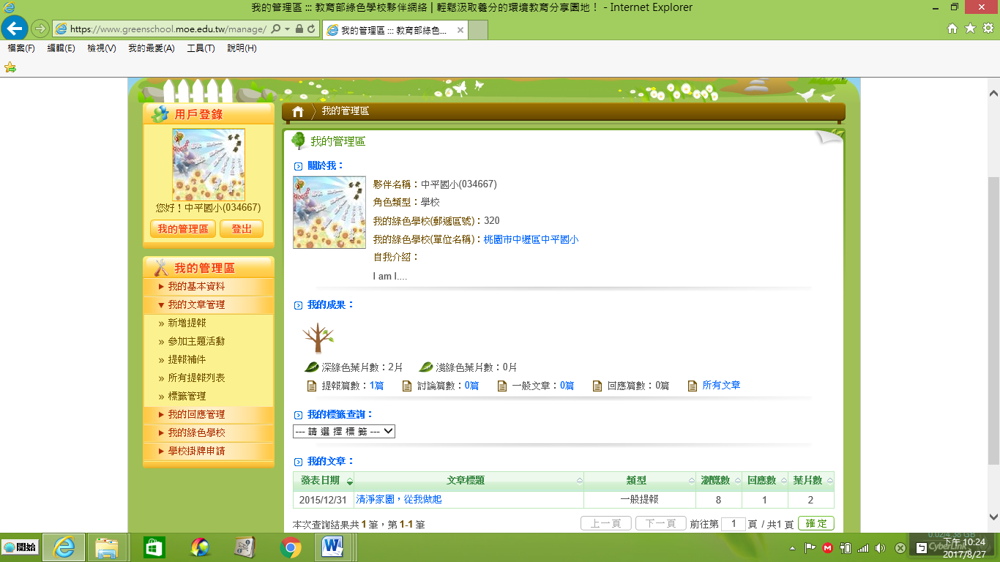 我的管理區 ::: 教育部綠色學校夥伴網絡 | 輕鬆汲取養分的環境教育分享園地！ - Internet Explorer
https://www.greenschool.moe.edu.tw/manage/
我的管理區 ::: 教育部綠色...
檔案(F) 編輯(E) 檢視(V) 我的最愛(A) 工具(T) 說明(H)
用戶登錄
您好！中平國小(034667)
我的管理區 登出
我的管理區
我的基本資料
我的文章管理
» 新增提報
» 參加主題活動
» 提報補件
» 所有提報列表
» 標籤管理
我的回應管理
我的綠色學校
學校掛牌申請
我的管理區
我的管理區
關於我：
夥伴名稱：中平國小(034667)
角色類型：學校
我的綠色學校(郵遞區號)：320
我的綠色學校(單位名稱)：桃園市中壢區中平國小
自我介紹：
I am I....
我的成果：
深綠色葉片數：2片 淺綠色葉片數：0片
提報篇數：1篇 討論篇數：0篇 一般文章：0篇 回應篇數：0篇 所有文章
我的標籤查詢：
--- 請 選 擇 標 籤 ---
我的文章：
發表日期 文章標題 類型 瀏覽數 回應數 葉片數
2015/12/31 清淨家園，從我做起 一般提報 8 1 2
本次查詢結果共 1 筆，第 1-1 筆 上一頁 下一頁 前往第 1 頁 / 共1 頁 確定
開始
0.02/4.38 GB
CyberLink
下午 10:24
2017/8/27